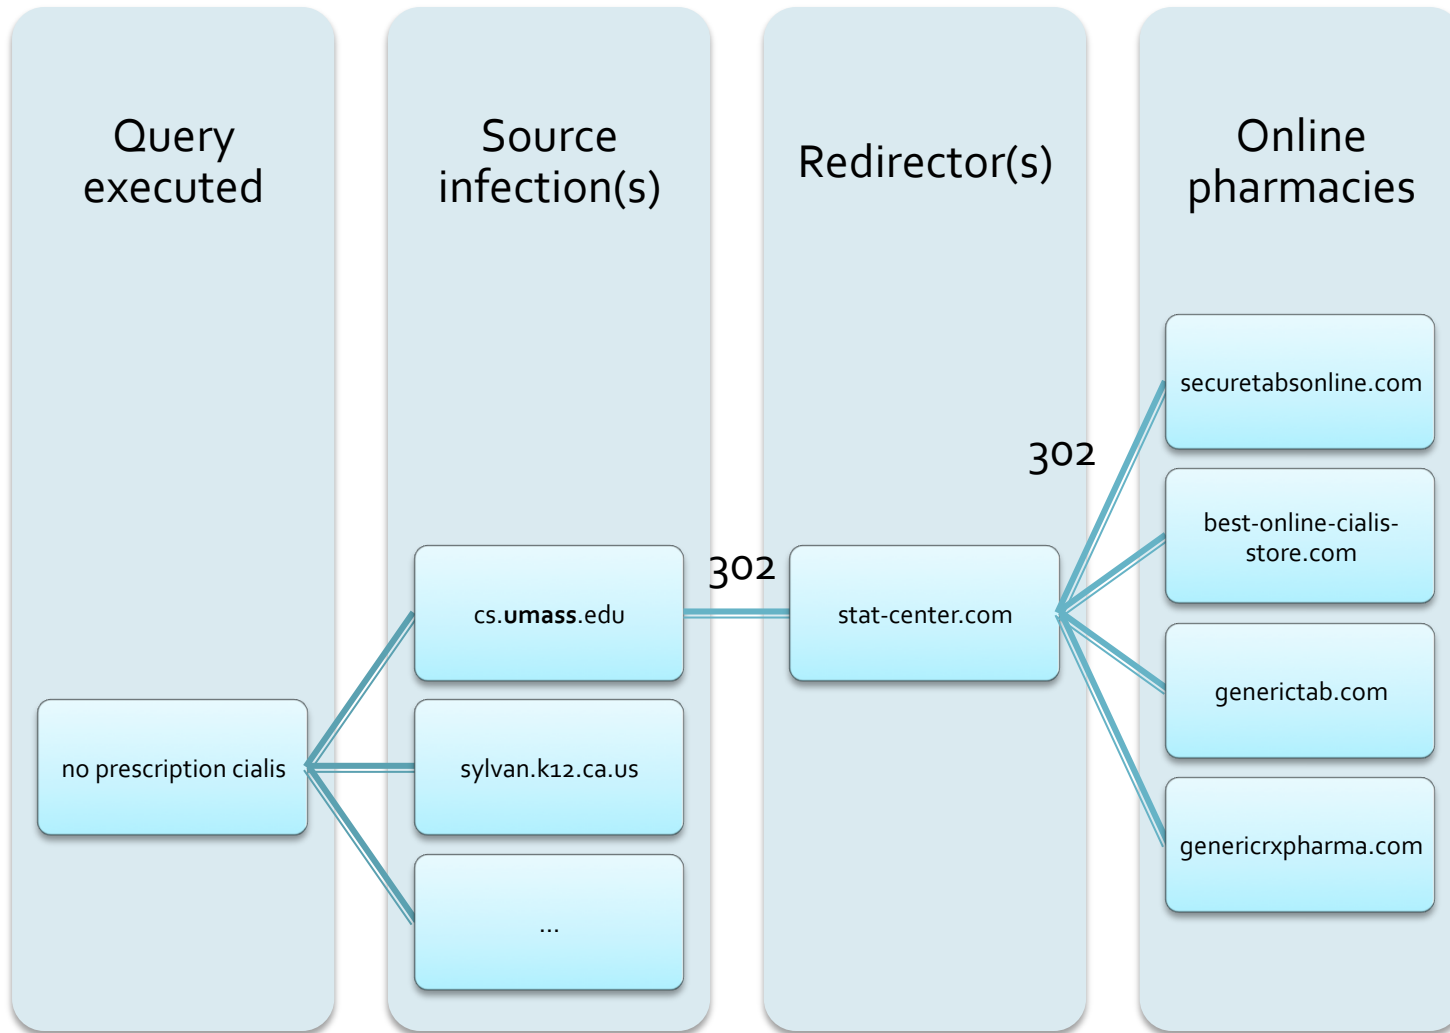 Query
executed
Source
infection(s)
Redirector(s)
Online
pharmacies
no prescription cialis
cs.umass.edu
sylvan.k12.ca.us
...
302
stat-center.com
302
securetabsonline.com
best-online-cialis-
store.com
generictab.com
genericrxpharma.com